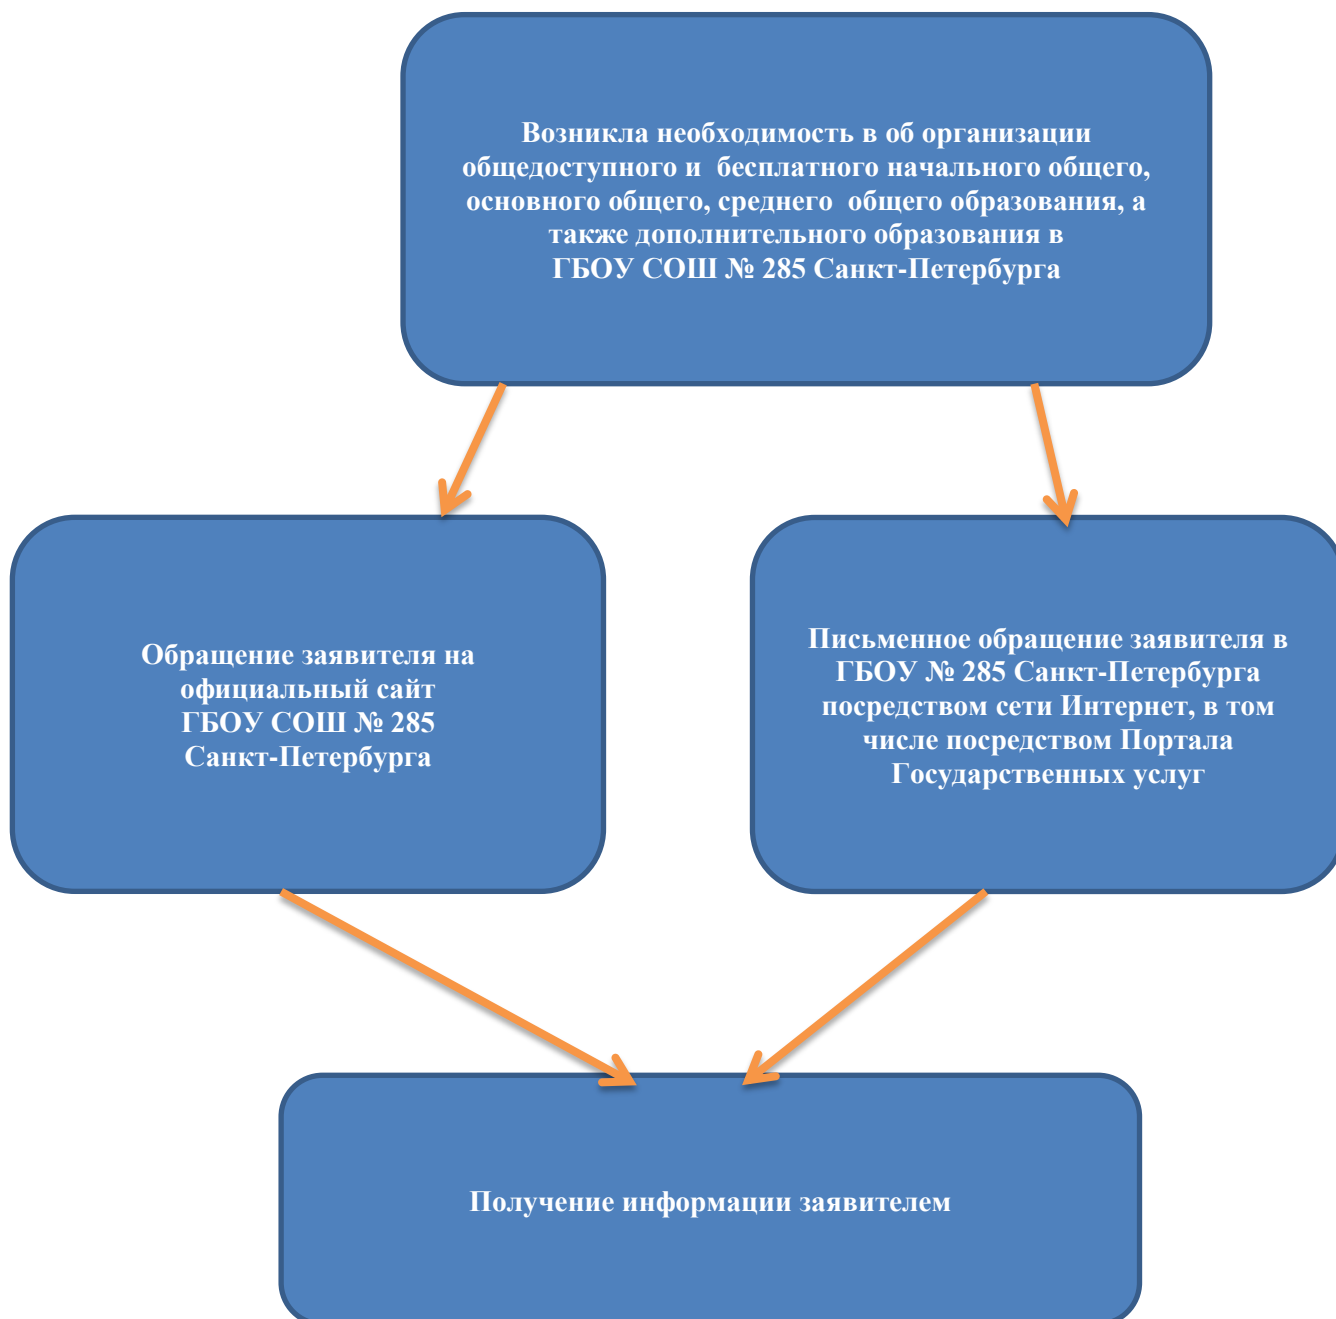 Возникла необходимость в об организации
общедоступного и  бесплатного начального общего,
основного общего, среднего  общего образования, а
также дополнительного образования в
ГБОУ СОШ № 285 Санкт-Петербурга
Обращение заявителя на
официальный сайт
ГБОУ СОШ № 285
Санкт-Петербурга
Письменное обращение заявителя в
ГБОУ № 285 Санкт-Петербурга
посредством сети Интернет, в том
числе посредством Портала
Государственных услуг
Получение информации заявителем